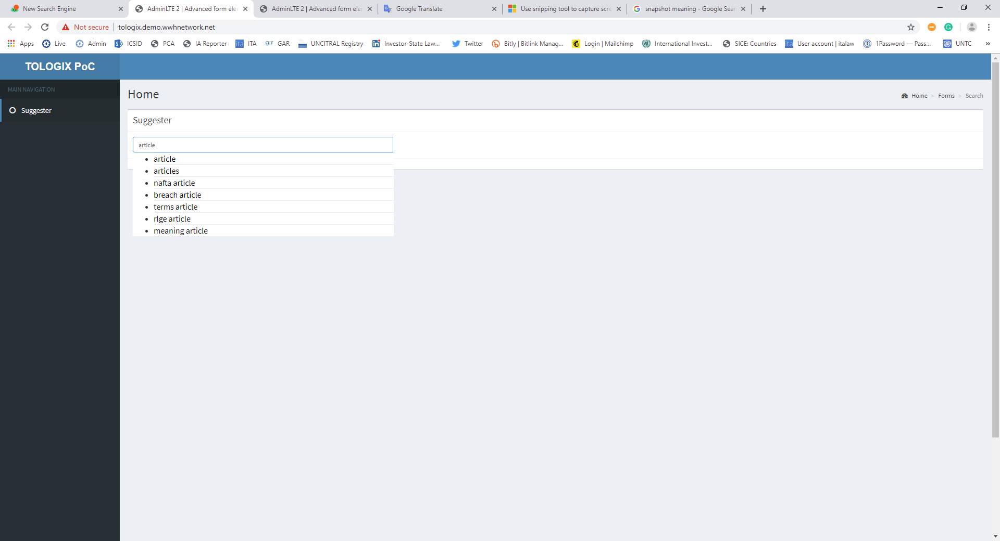 New Search Engine
AdminLTE 2 | Advanced form eler
AdminLTE 2 | Advanced form eler
Google Translate
Use snipping tool to capture scre
snapshot meaning - Google Sear
Not secure | tologix.demo.wwhnetwork.net
Apps Live Admin ICSID PCA IA Reporter ita ITA GAR UNCITRAL Registry Investor-State Law... Twitter Bitly | Bitlink Manag... Login | Mailchimp International Invest... SICE: Countries ita User account | italaw 1Password — Pass... UNTC »
TOLOGIX PoC
MAIN NAVIGATION
Suggester
Home
Home > Forms > Search
Suggester
article
article
articles
nafta article
breach article
terms article
rlge article
meaning article